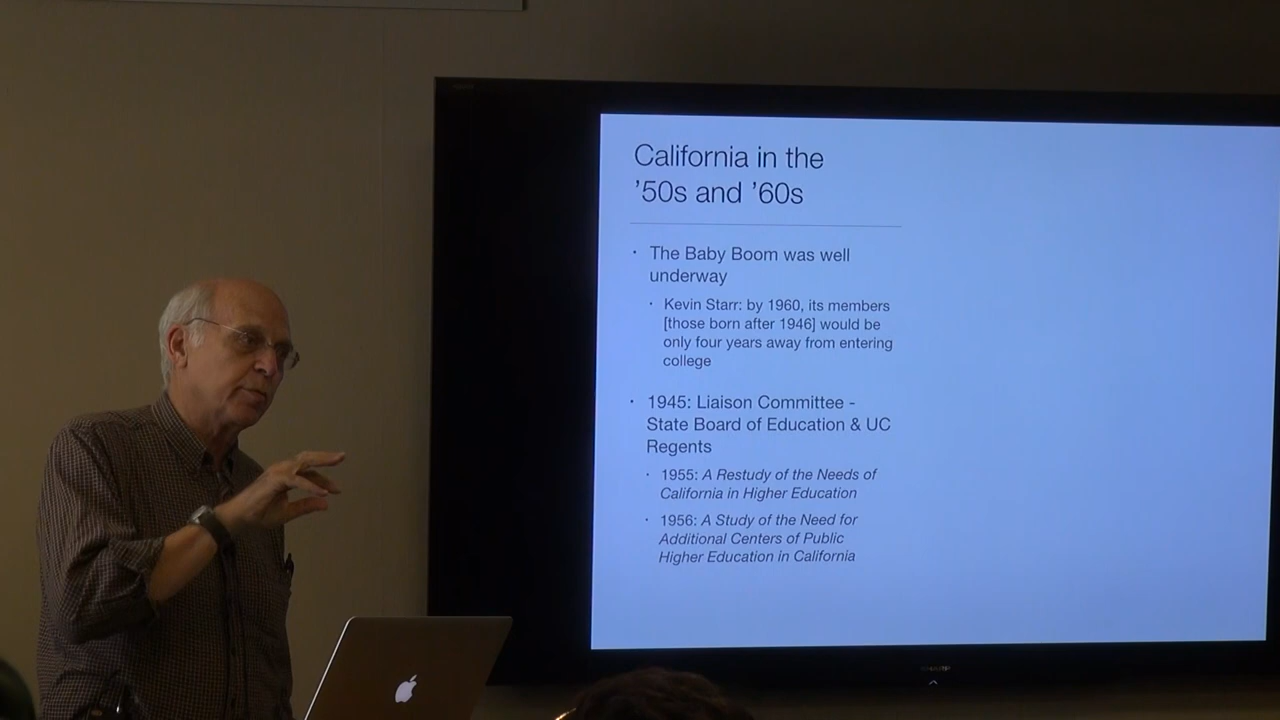 California in the
’50s and ’60s
• The Baby Boom was well
underway
• Kevin Starr: by 1960, its members
[those born after 1946] would be
only four years away from entering
college
• 1945: Liaison Committee -
State Board of Education & UC
Regents
• 1955: A Restudy of the Needs of
California in Higher Education
• 1956: A Study of the Need for
Additional Centers of Public
Higher Education in California
SHARP